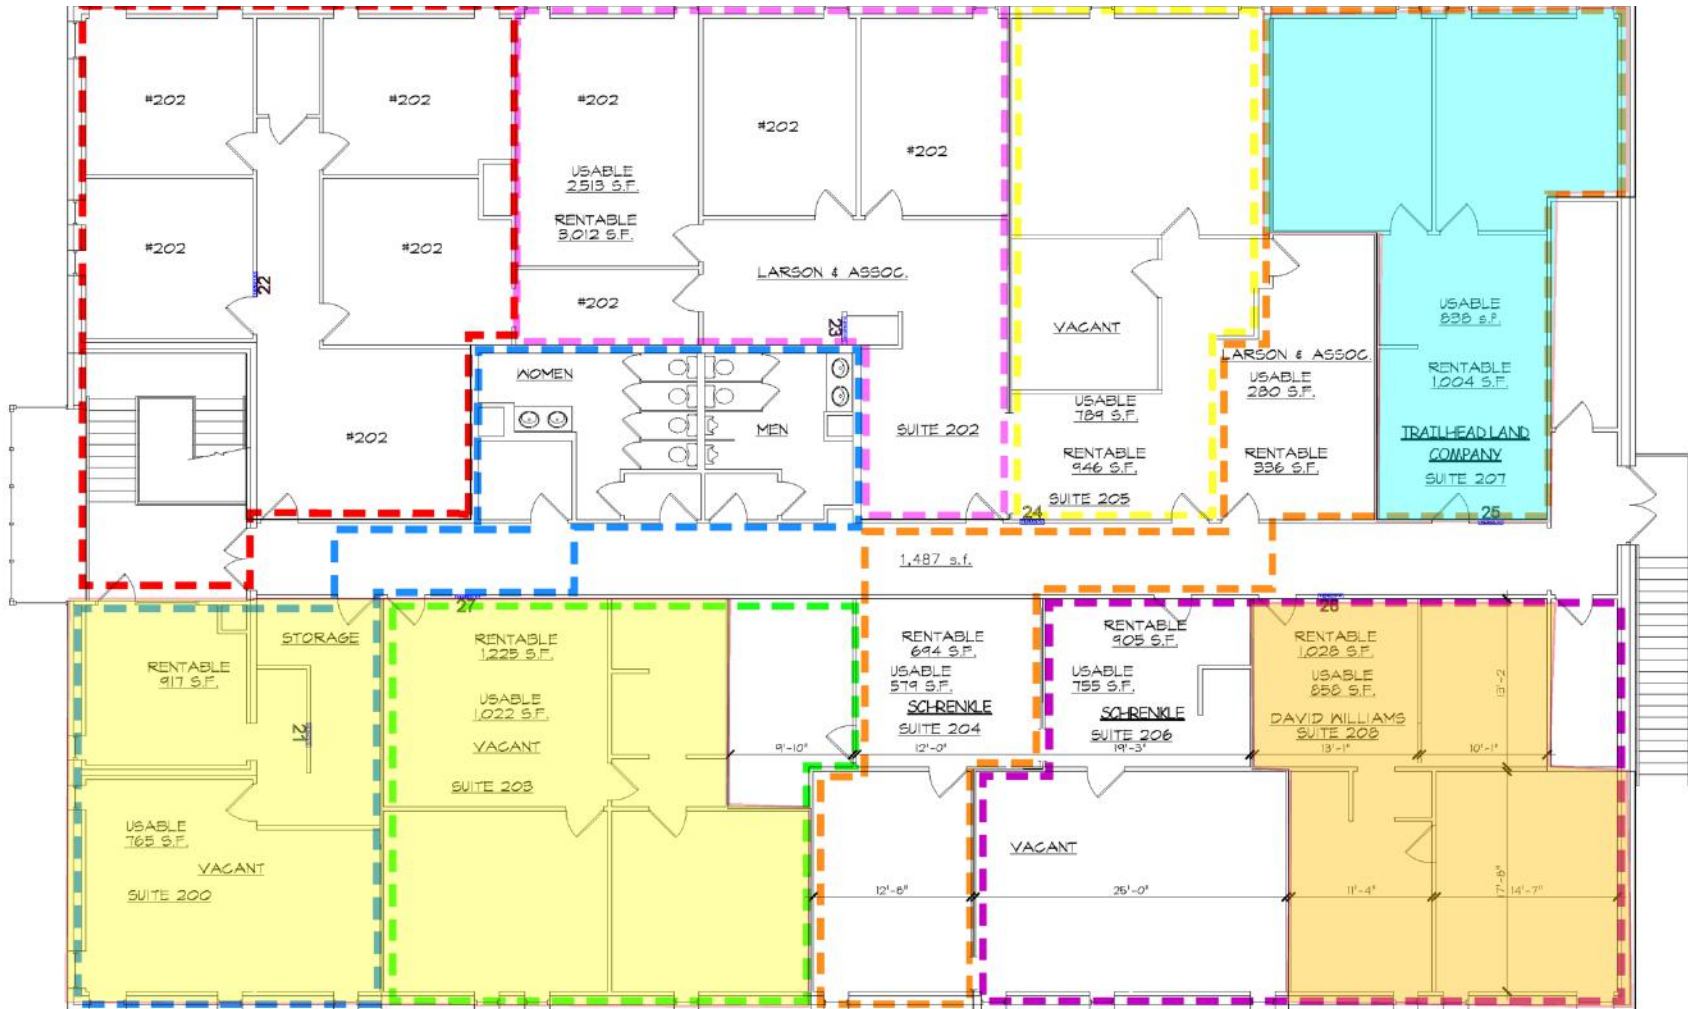 #202
#202
#202
#202
#202
#202
#202
#202
#202
#202
USABLE
2,513 S.F.
RENTABLE
3,012 S.F.
LARSON & ASSOC.
22
23
WOMEN
MEN
SUITE 202
VACANT
USABLE
789 S.F.
RENTABLE
946 S.F.
SUITE 205
24
LARSON & ASSOC.
USABLE
280 S.F.
RENTABLE
336 S.F.
USABLE
838 s.f.
RENTABLE
1,004 S.F.
TRAILHEAD LAND
COMPANY
SUITE 207
25
1,487 s.f.
27
26
STORAGE
RENTABLE
917 S.F.
21
USABLE
765 S.F.
VACANT
SUITE 200
RENTABLE
1,225 S.F.
USABLE
1,022 S.F.
VACANT
SUITE 203
9'-10"
RENTABLE
694 S.F.
USABLE
579 S.F.
SCHRENKLE
SUITE 204
12'-0"
RENTABLE
905 S.F.
USABLE
755 S.F.
SCHRENKLE
SUITE 206
19'-3"
RENTABLE
1,028 S.F.
USABLE
858 S.F.
DAVID WILLIAMS
SUITE 208
13'-1"
10'-1"
13'-2
VACANT
12'-8"
25'-0"
11'-4"
17'-8"
14'-7"